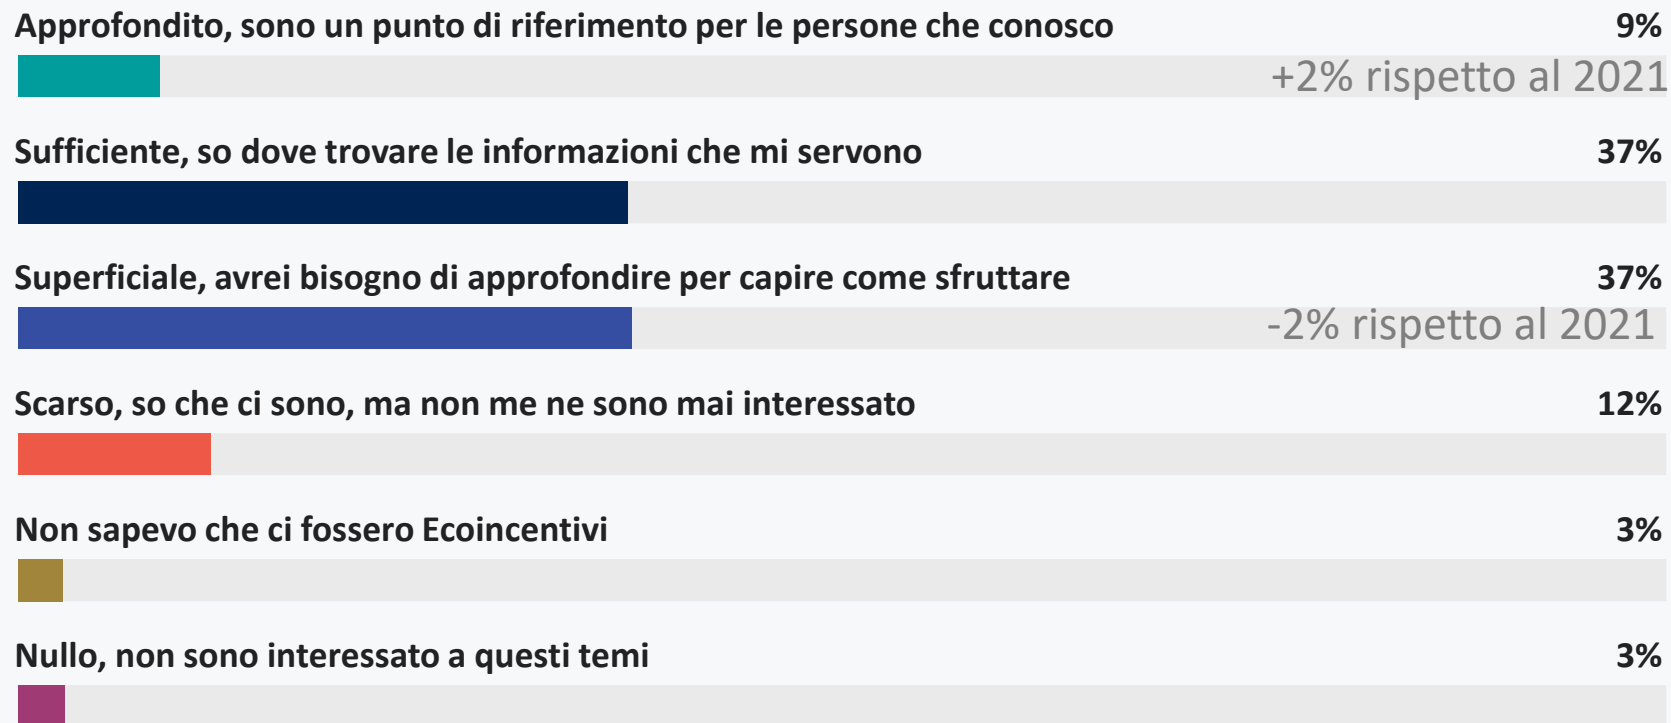 Approfondito, sono un punto di riferimento per le persone che conosco 9%
+2% rispetto al 2021
Sufficiente, so dove trovare le informazioni che mi servono 37%
Superficiale, avrei bisogno di approfondire per capire come sfruttare 37%
-2% rispetto al 2021
Scarso, so che ci sono, ma non me ne sono mai interessato 12%
Non sapevo che ci fossero Ecoincentivi 3%
Nullo, non sono interessato a questi temi 3%